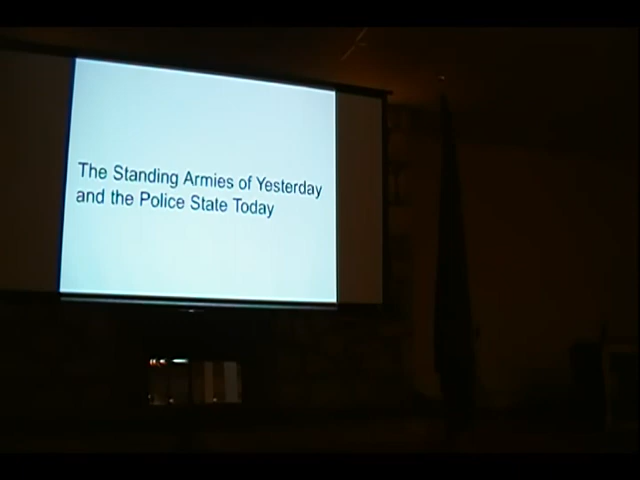 The Standing Armies of Yesterday
and the Police State Today